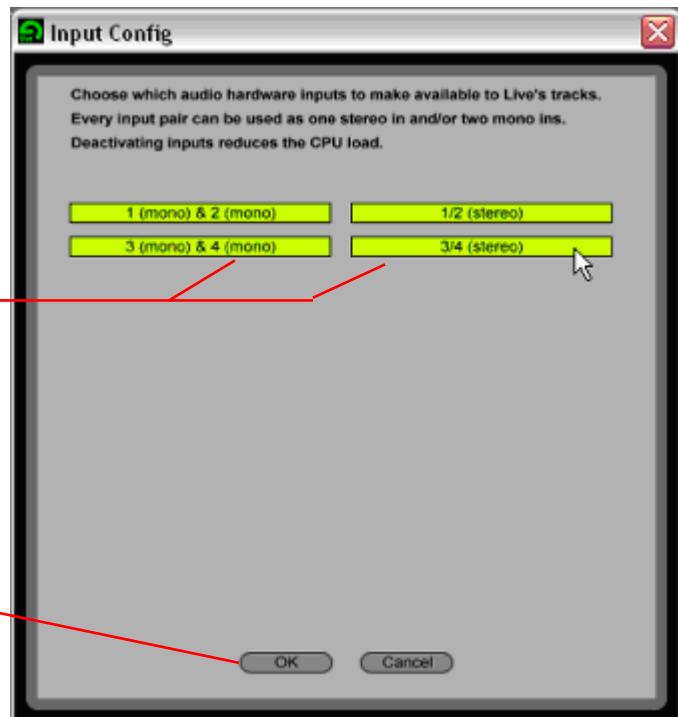 Input Config
Choose which audio hardware inputs to make available to Live's tracks.
Every input pair can be used as one stereo in and/or two mono ins.
Deactivating inputs reduces the CPU load.
1 (mono) & 2 (mono)
1/2 (stereo)
3 (mono) & 4 (mono)
3/4 (stereo)
OK
Cancel